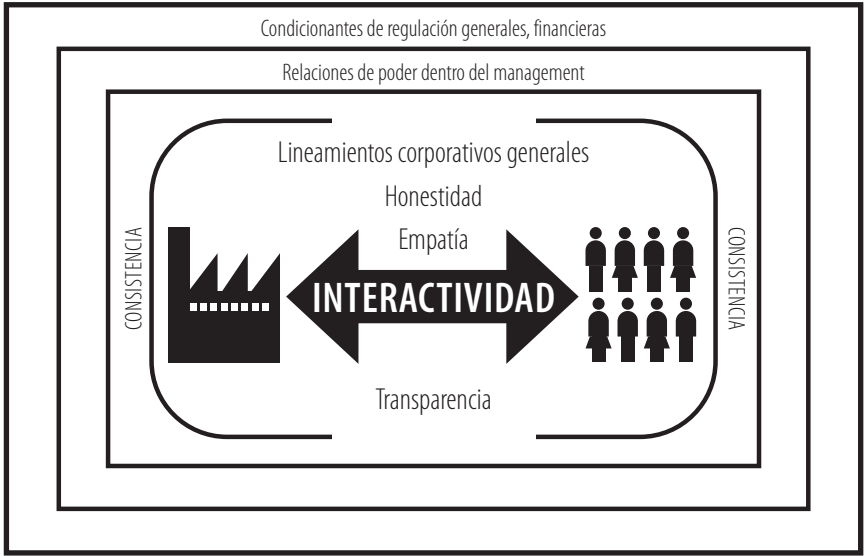 Condicionantes de regulación generales, financieras
Relaciones de poder dentro del management
Lineamientos corporativos generales
Honestidad
Empatía
CONSISTENCIA
INTERACTIVIDAD
CONSISTENCIA
Transparencia